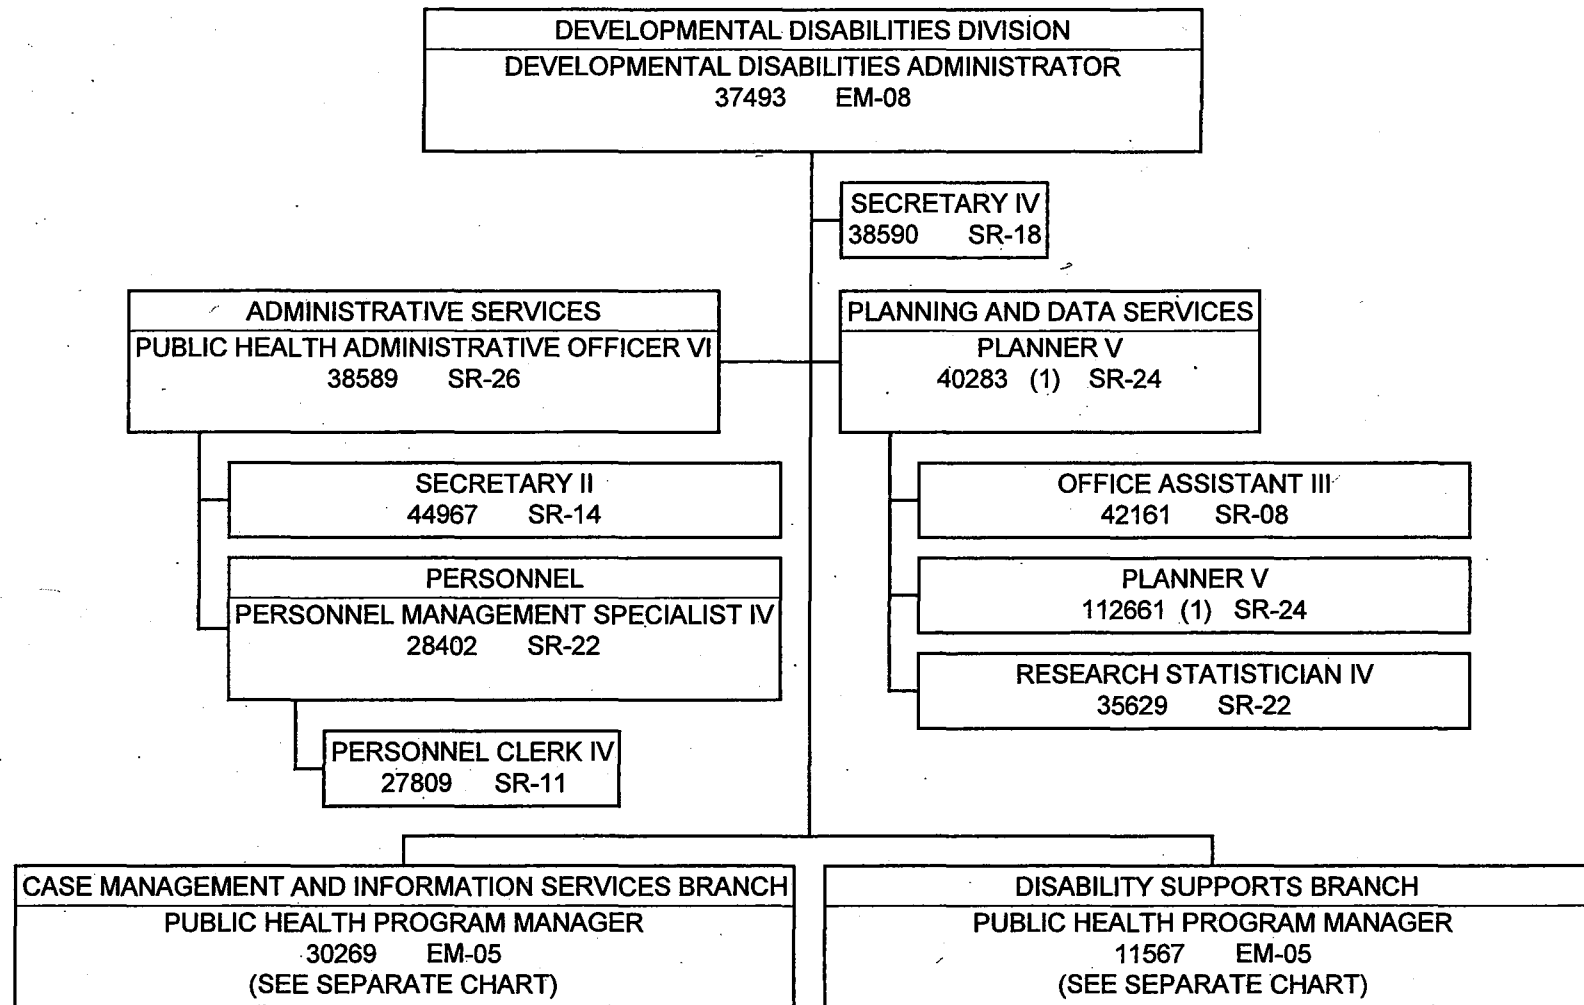 DEVELOPMENTAL DISABILITIES DIVISION
DEVELOPMENTAL DISABILITIES ADMINISTRATOR
37493 EM-08
SECRETARY IV
38590 SR-18
ADMINISTRATIVE SERVICES
PUBLIC HEALTH ADMINISTRATIVE OFFICER VI
38589 SR-26
PLANNING AND DATA SERVICES
PLANNER V
40283 (1) SR-24
SECRETARY II
44967 SR-14
PERSONNEL
PERSONNEL MANAGEMENT SPECIALIST IV
28402 SR-22
PERSONNEL CLERK IV
27809 SR-11
OFFICE ASSISTANT III
42161 SR-08
PLANNER V
112661 (1) SR-24
RESEARCH STATISTICIAN IV
35629 SR-22
CASE MANAGEMENT AND INFORMATION SERVICES BRANCH
PUBLIC HEALTH PROGRAM MANAGER
30269 EM-05
(SEE SEPARATE CHART)
DISABILITY SUPPORTS BRANCH
PUBLIC HEALTH PROGRAM MANAGER
11567 EM-05
(SEE SEPARATE CHART)